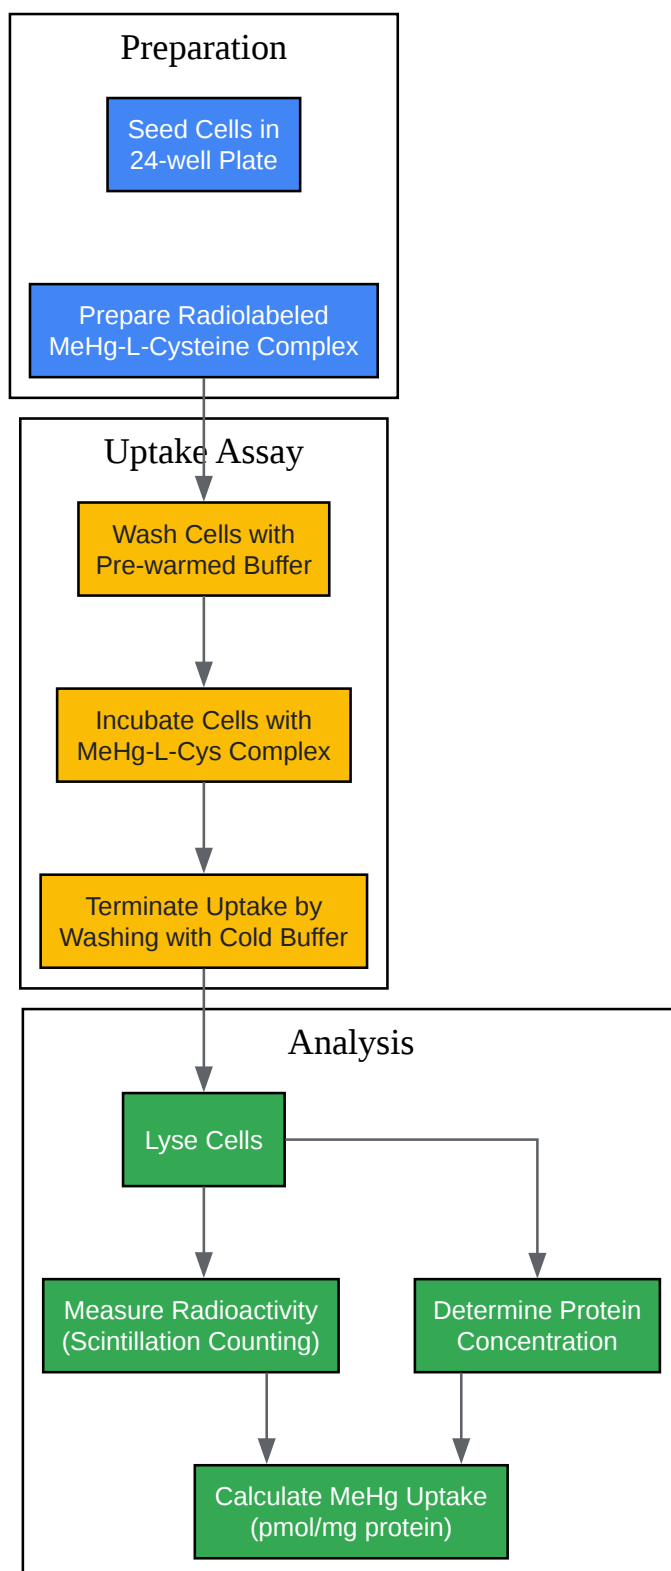 Preparation
Seed Cells in
24-well Plate
Prepare Radiolabeled
MeHg-L-Cysteine Complex
Uptake Assay
Wash Cells with
Pre-warmed Buffer
Incubate Cells with
MeHg-L-Cys Complex
Terminate Uptake by
Washing with Cold Buffer
Analysis
Lyse Cells
Measure Radioactivity
(Scintillation Counting)
Determine Protein
Concentration
Calculate MeHg Uptake
(pmol/mg protein)